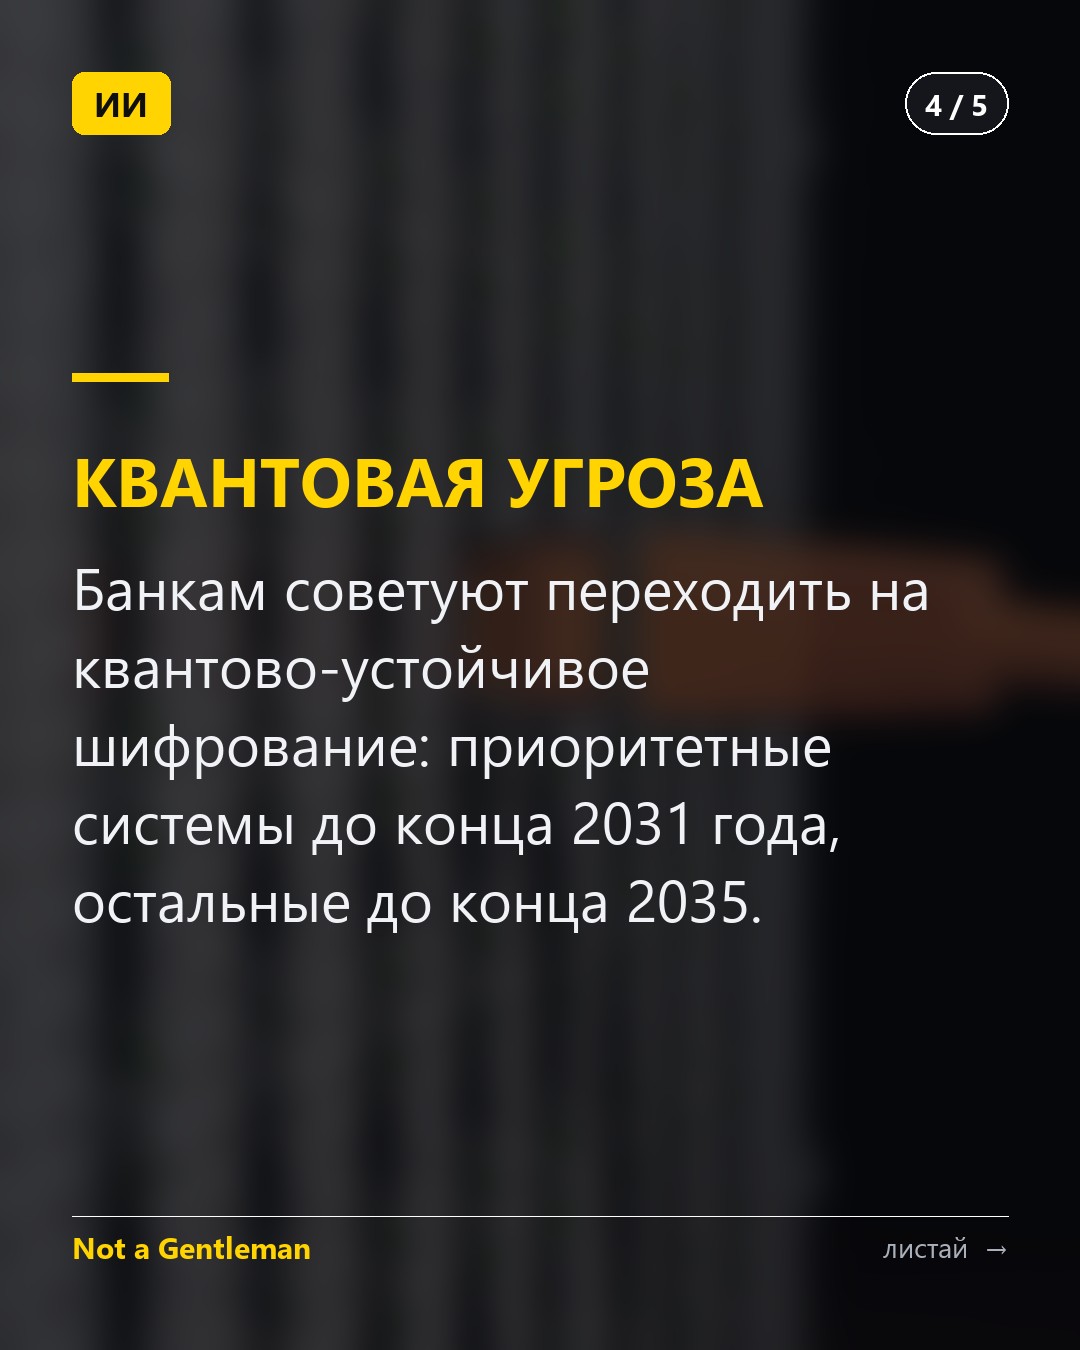 ИИ
4 / 5
КВАНТОВАЯ УГРОЗА
Банкам советуют переходить на
квантово-устойчивое
шифрование: приоритетные
системы до конца 2031 года,
остальные до конца 2035.
Not a Gentleman
листай →